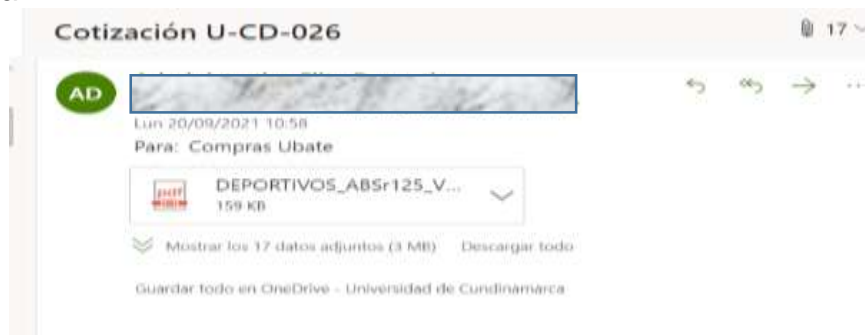 Cotización U-CD-026
17
AD
Lun 20/09/2021 10:58
Para: Compras Ubate
pdf
DEPORTIVOS_ABSr125_V...
159 KB
Mostrar los 17 datos adjuntos (3 MB) Descargar todo
Guardar todo en OneDrive - Universidad de Cundinamarca